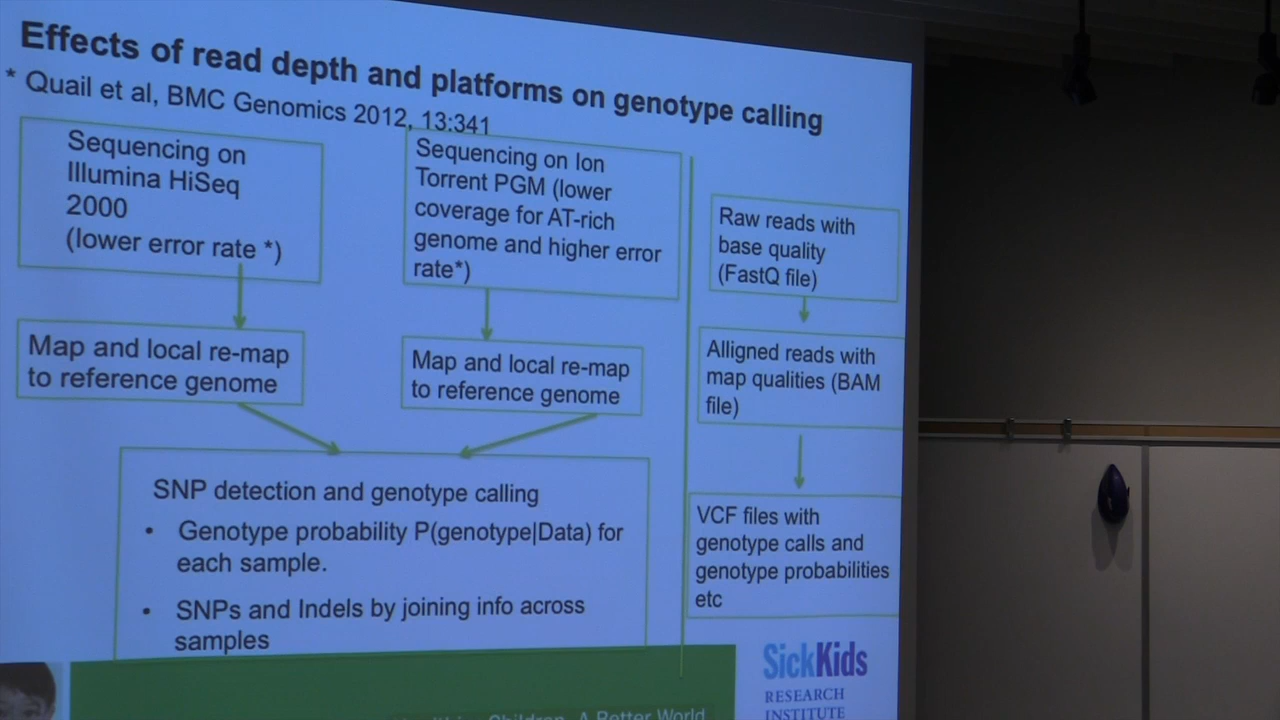 Effects of read depth and platforms on genotype calling
* Quail et al, BMC Genomics 2012, 13:341
Sequencing on
Illumina HiSeq
2000
(lower error rate *)
Sequencing on Ion
Torrent PGM (lower
coverage for AT-rich
genome and higher error
rate*)
Raw reads with
base quality
(FastQ file)
Map and local re-map
to reference genome
Map and local re-map
to reference genome
Alligned reads with
map qualities (BAM
file)
SNP detection and genotype calling
• Genotype probability P(genotype|Data) for
each sample.
• SNPs and Indels by joining info across
samples
VCF files with
genotype calls and
genotype probabilities
etc
SickKids
RESEARCH
INSTITUTE
Children. A Better World